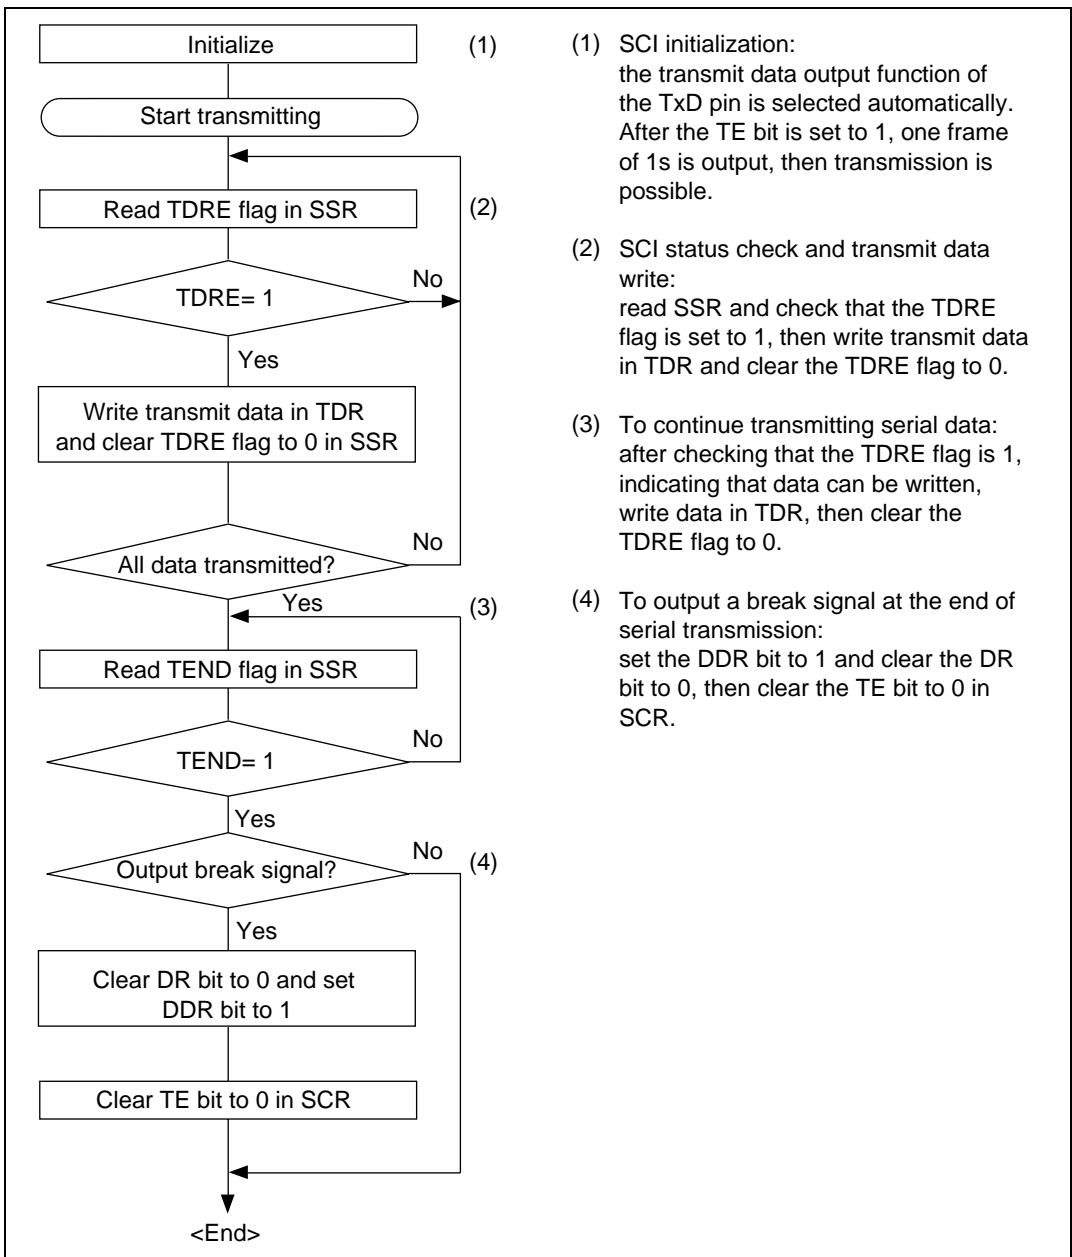 Initialize
(1)
Start transmitting
Read TDRE flag in SSR
(2)
TDRE= 1
No
Yes
Write transmit data in TDR
and clear TDRE flag to 0 in SSR
All data transmitted?
No
Yes
(3)
Read TEND flag in SSR
TEND= 1
No
Yes
Output break signal?
No
(4)
Yes
Clear DR bit to 0 and set
DDR bit to 1
Clear TE bit to 0 in SCR
<End>
(1) SCI initialization:
the transmit data output function of
the TxD pin is selected automatically.
After the TE bit is set to 1, one frame
of 1s is output, then transmission is
possible.
(2) SCI status check and transmit data
write:
read SSR and check that the TDRE
flag is set to 1, then write transmit data
in TDR and clear the TDRE flag to 0.
(3) To continue transmitting serial data:
after checking that the TDRE flag is 1,
indicating that data can be written,
write data in TDR, then clear the
TDRE flag to 0.
(4) To output a break signal at the end of
serial transmission:
set the DDR bit to 1 and clear the DR
bit to 0, then clear the TE bit to 0 in
SCR.